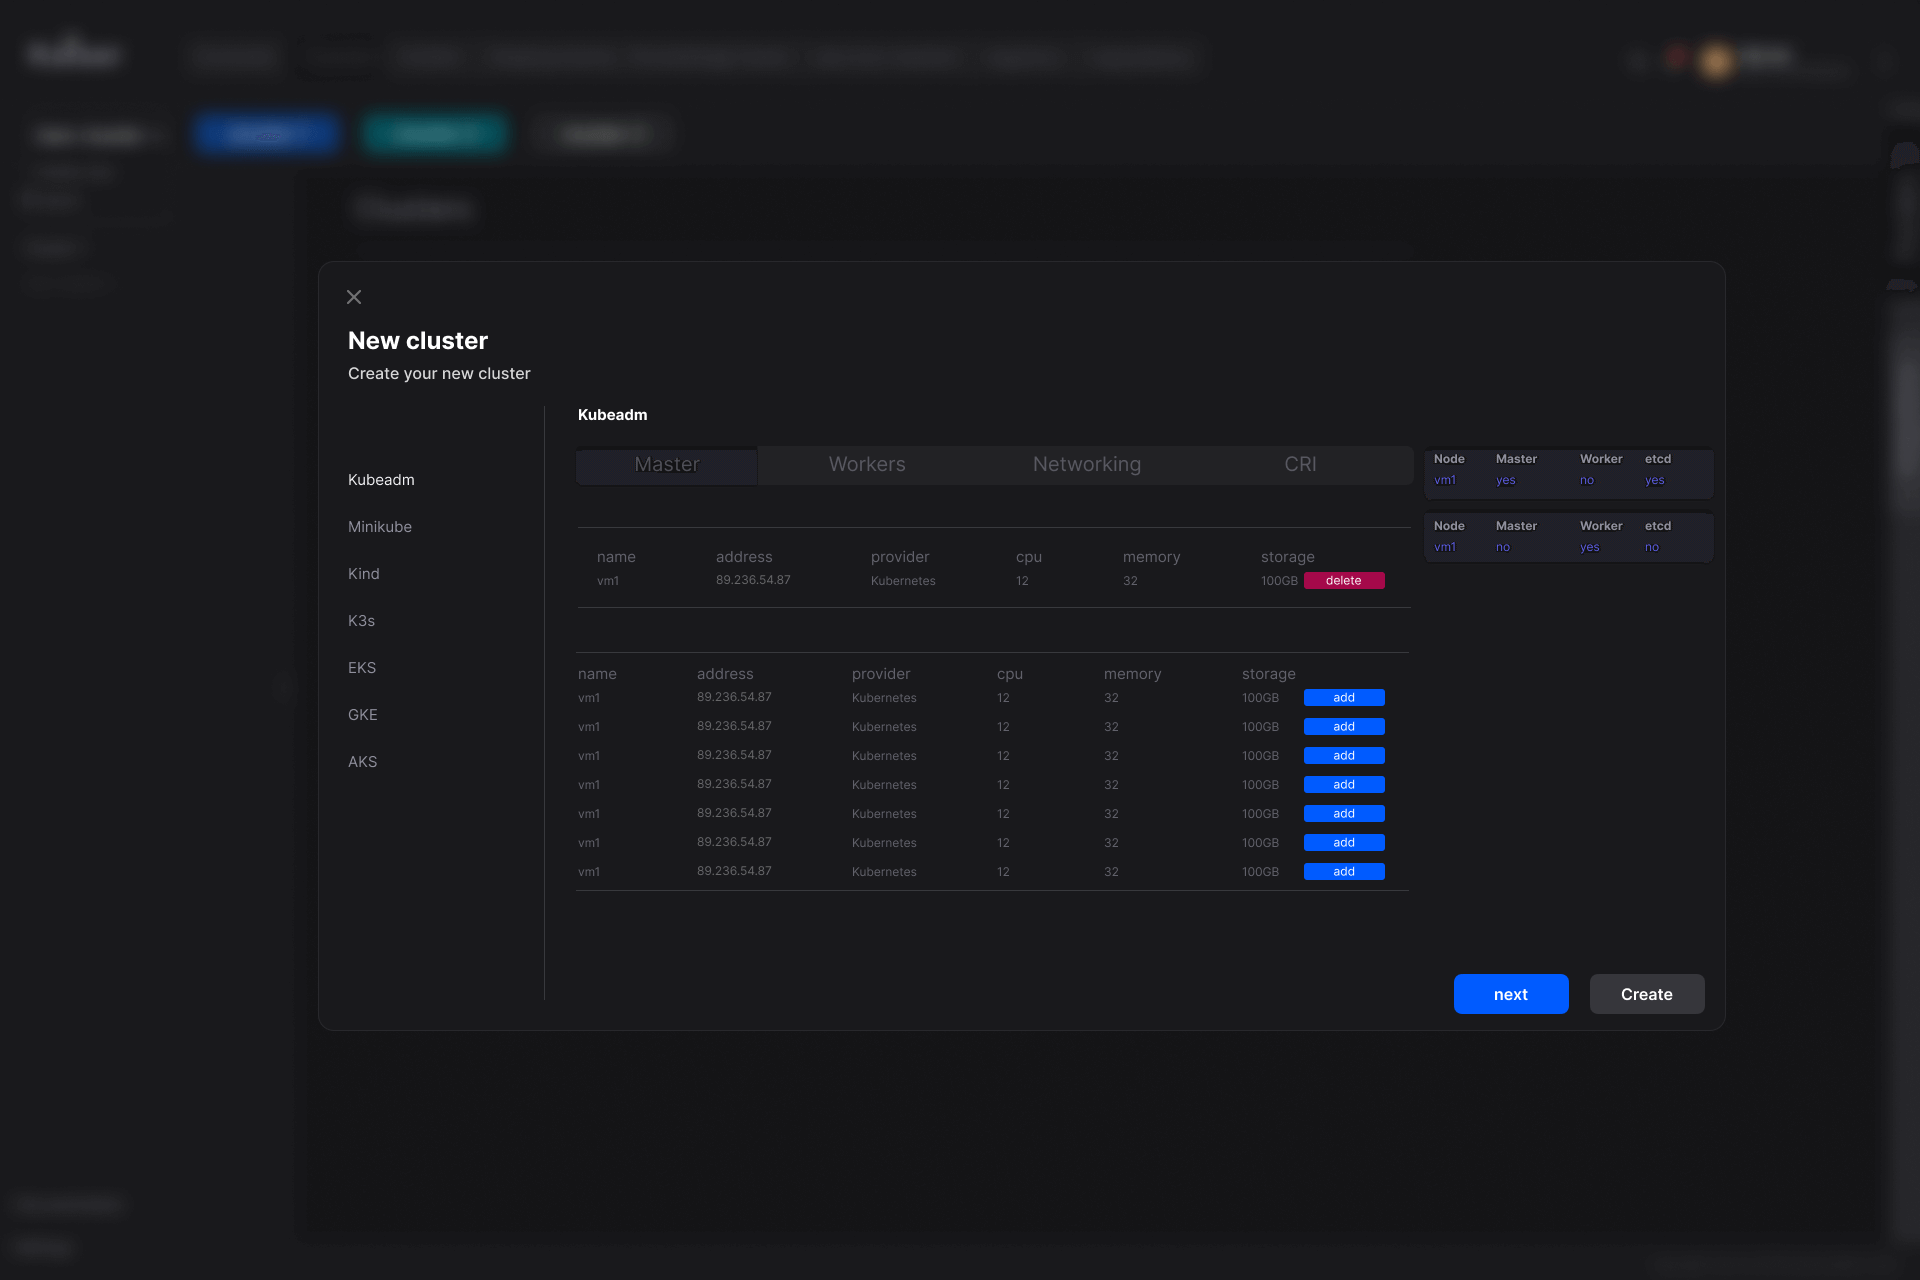 New cluster
Create your new cluster
Kubeadm
Minikube
Kind
K3s
EKS
GKE
AKS
Kubeadm
Master Workers Networking CRI
name address provider cpu memory storage
vm1 89.236.54.87 Kubernetes 12 32 100GB delete
name address provider cpu memory storage
vm1 89.236.54.87 Kubernetes 12 32 100GB add
vm1 89.236.54.87 Kubernetes 12 32 100GB add
vm1 89.236.54.87 Kubernetes 12 32 100GB add
vm1 89.236.54.87 Kubernetes 12 32 100GB add
vm1 89.236.54.87 Kubernetes 12 32 100GB add
vm1 89.236.54.87 Kubernetes 12 32 100GB add
vm1 89.236.54.87 Kubernetes 12 32 100GB add
Node Master Worker etcd
vm1 yes no yes
Node Master Worker etcd
vm1 no yes no
next Create